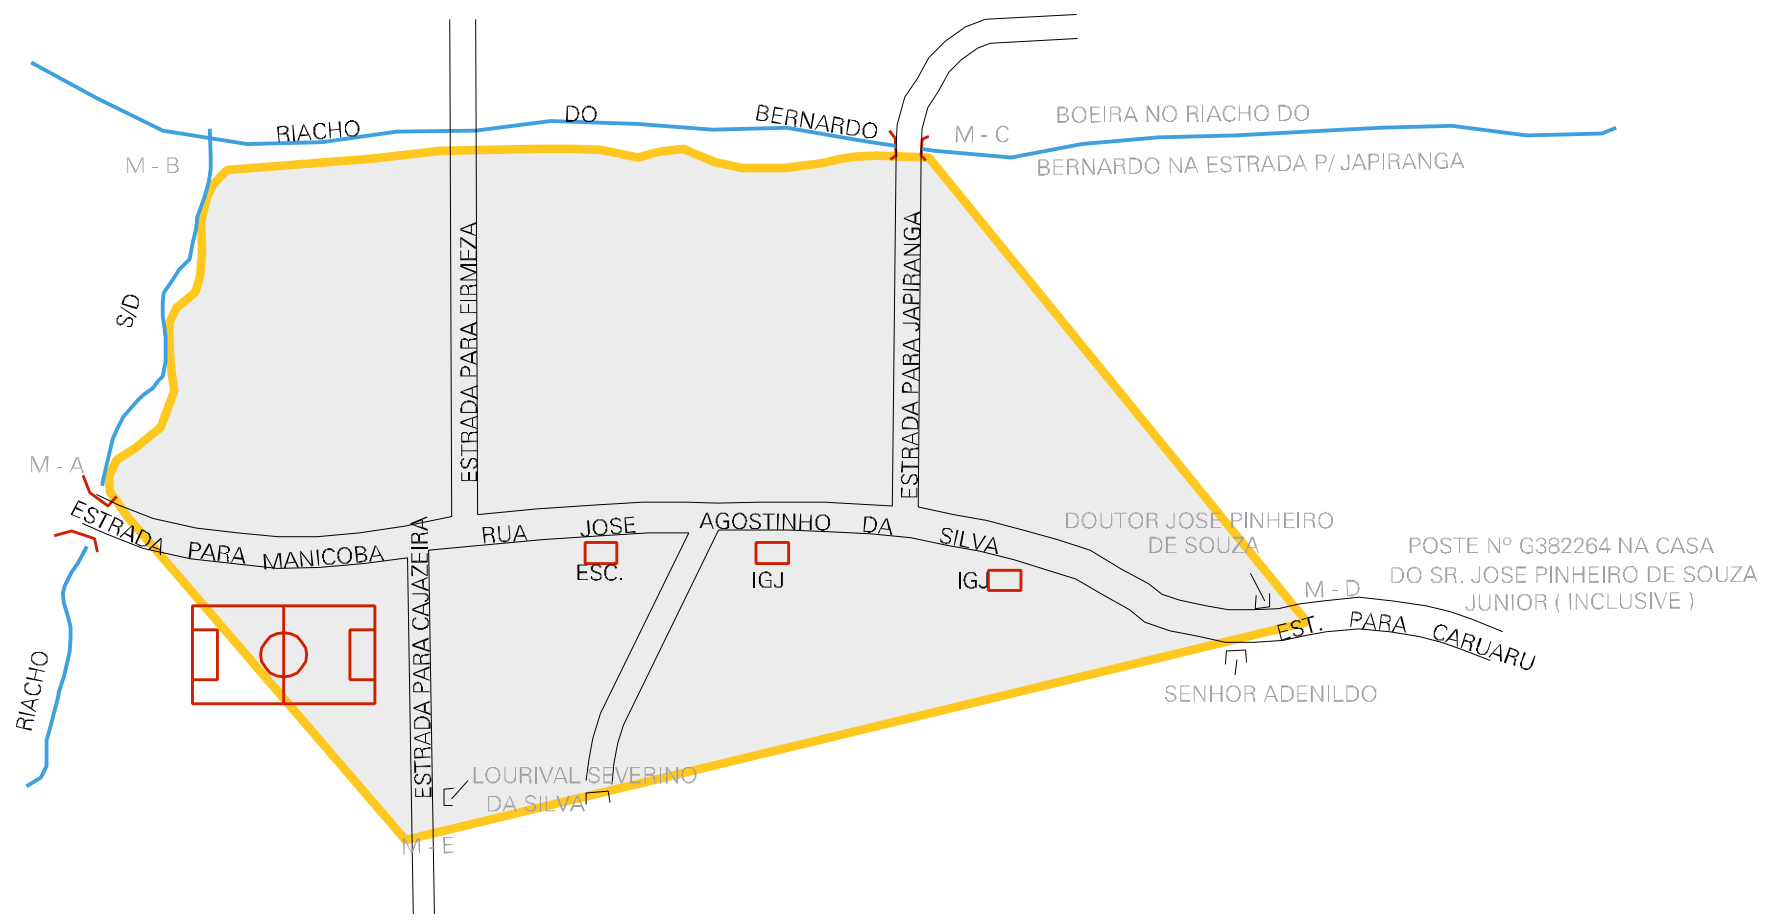 BOEIRA NO RIACHO DO
BERNARDO NA ESTRADA P/ JAPIRANGA
M - C
RIACHO DO BERNARDO
M - B
S/D
ESTRADA PARA FIRMEZA
ESTRADA PARA JAPIRANGA
M - A
ESTRADA PARA MANICOBA
RUA JOSE AGOSTINHO DA SILVA
DOUTOR JOSE PINHEIRO
DE SOUZA
POSTE Nº G382264 NA CASA
DO SR. JOSE PINHEIRO DE SOUZA
JUNIOR ( INCLUSIVE )
M - D
EST. PARA CARUARU
ESC.
IGJ
IGJ
ESTRADA PARA CAJAZEIRA
RIACHO
SENHOR ADENILDO
LOURIVAL SEVERINO
DA SILVA
M - E